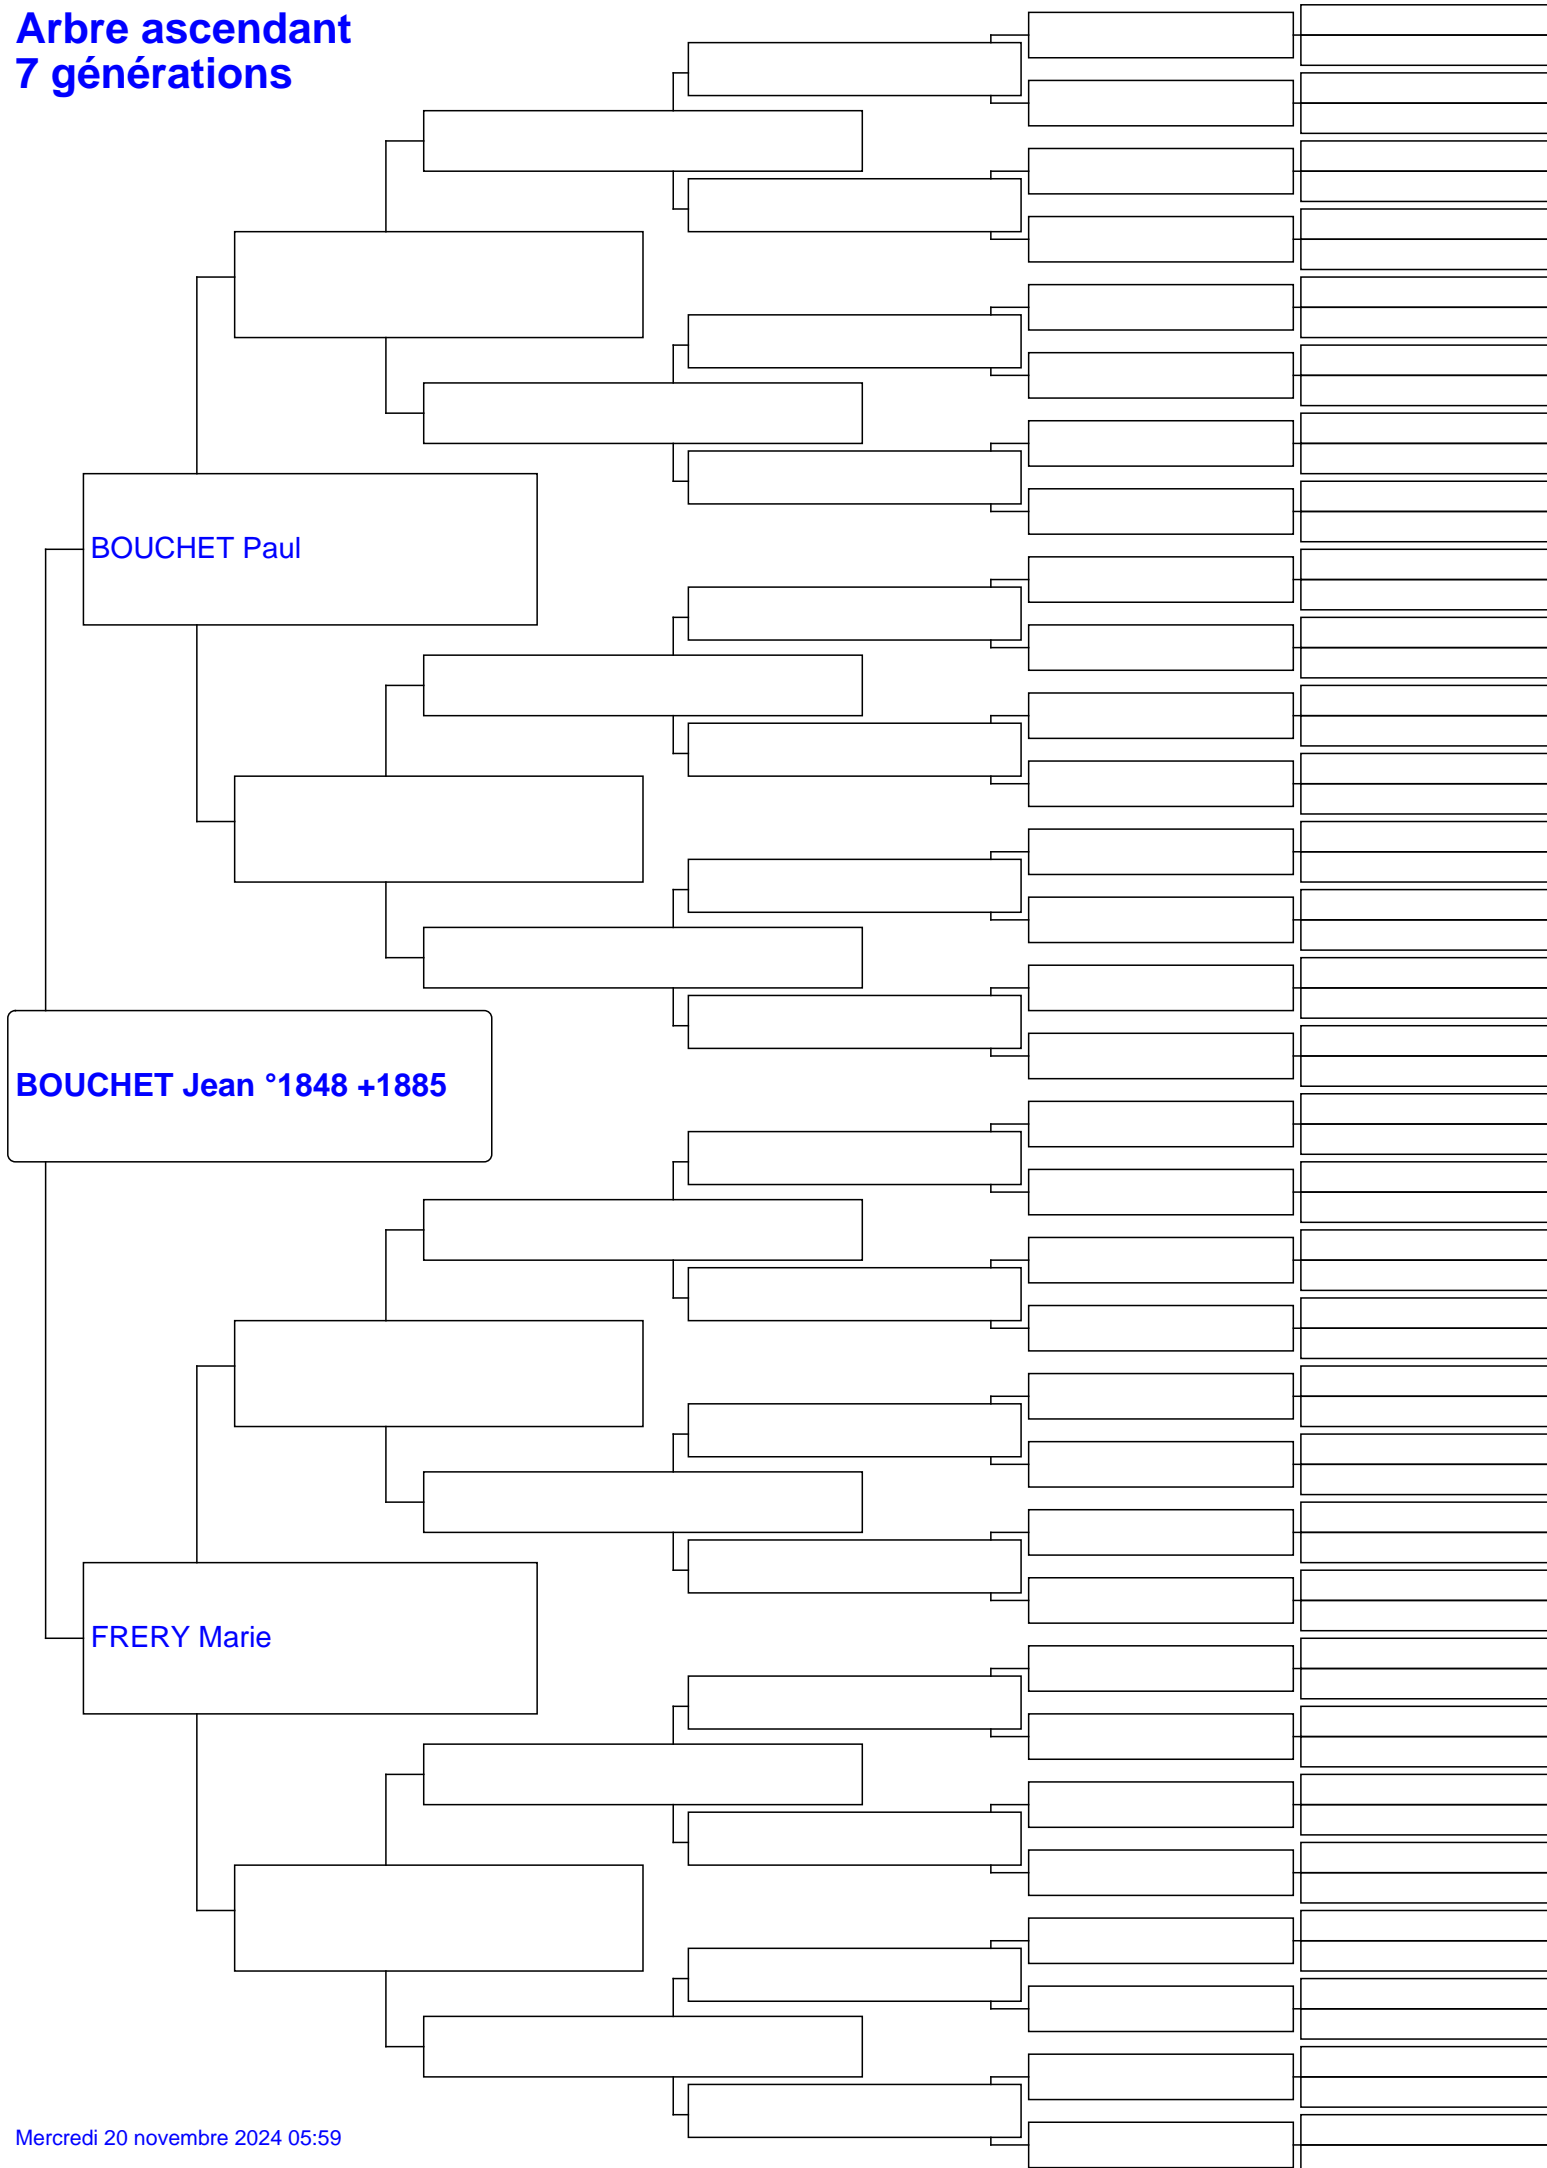 Arbre ascendant
7 générations
BOUCHET Paul
BOUCHET Jean °1848 +1885
FRERY Marie
Mercredi 20 novembre 2024 05:59